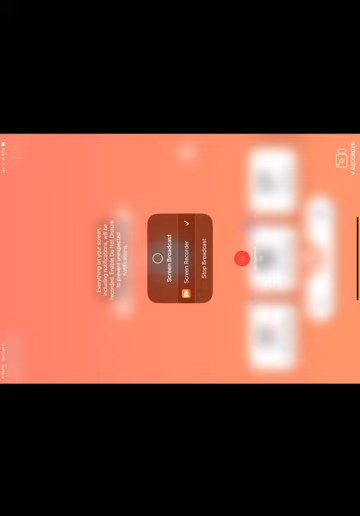 V RECORDER
Everything on your screen,
including notifications, will be
recorded. Enable Do Not Disturb
to prevent unexpected
notifications.
Screen Broadcast
Screen Recorder
Stop Broadcast